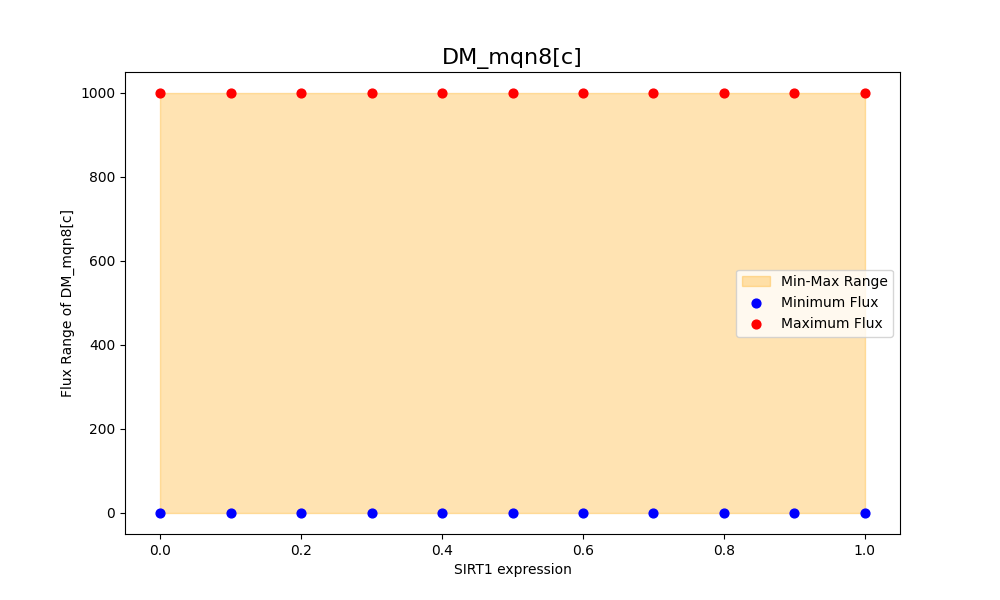 DM_mqn8[c]
1000
800
600
400
200
0
Flux Range of DM_mqn8[c]
Min-Max Range
Minimum Flux
Maximum Flux
0.0 0.2 0.4 0.6 0.8 1.0
SIRT1 expression